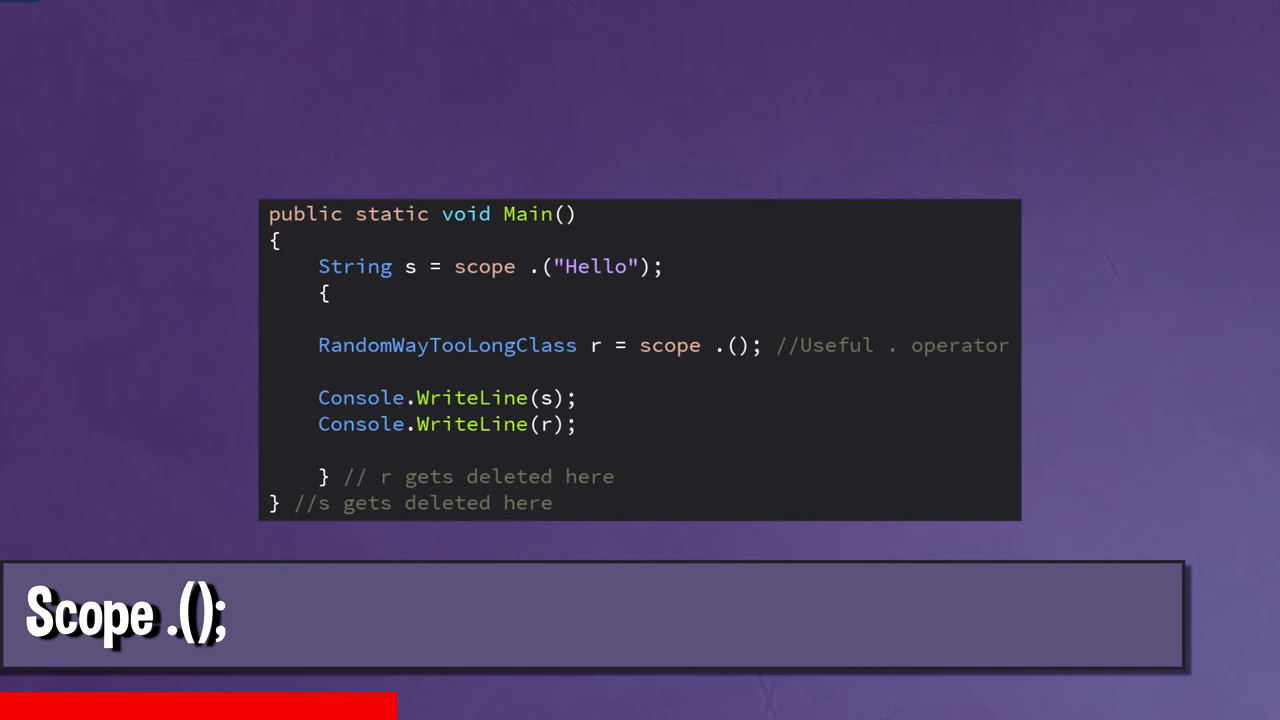 public static void Main()
{
    String s = scope .("Hello");
    {
    RandomWayTooLongClass r = scope .(); //Useful . operator
    Console.WriteLine(s);
    Console.WriteLine(r);
    } // r gets deleted here
} //s gets deleted here
Scope .();